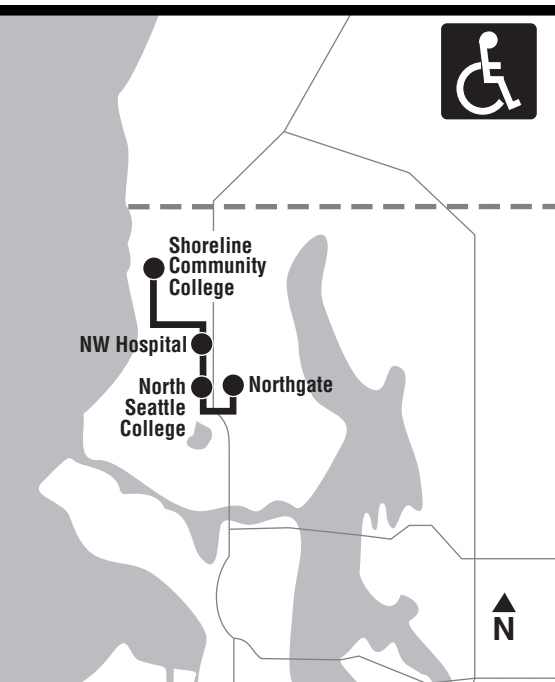 Shoreline
Community
College
NW Hospital
North
Seattle
College
Northgate
N